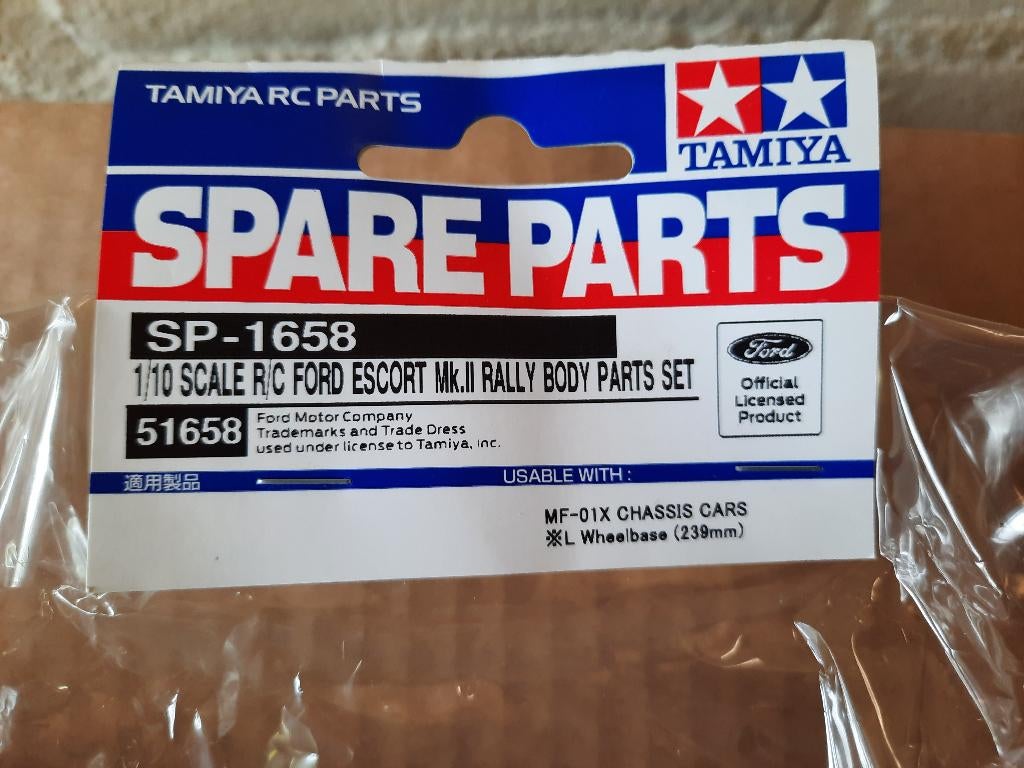 TAMIYA RC PARTS
TAMIYA
SPARE PARTS
SP-1658
1/10 SCALE R/C FORD ESCORT Mk.II RALLY BODY PARTS SET
51658
Ford Motor Company
Trademarks and Trade Dress
used under license to Tamiya, Inc.
Ford
Official
Licensed
Product
適用製品
USABLE WITH :
MF-01X CHASSIS CARS
※L Wheelbase (239mm)